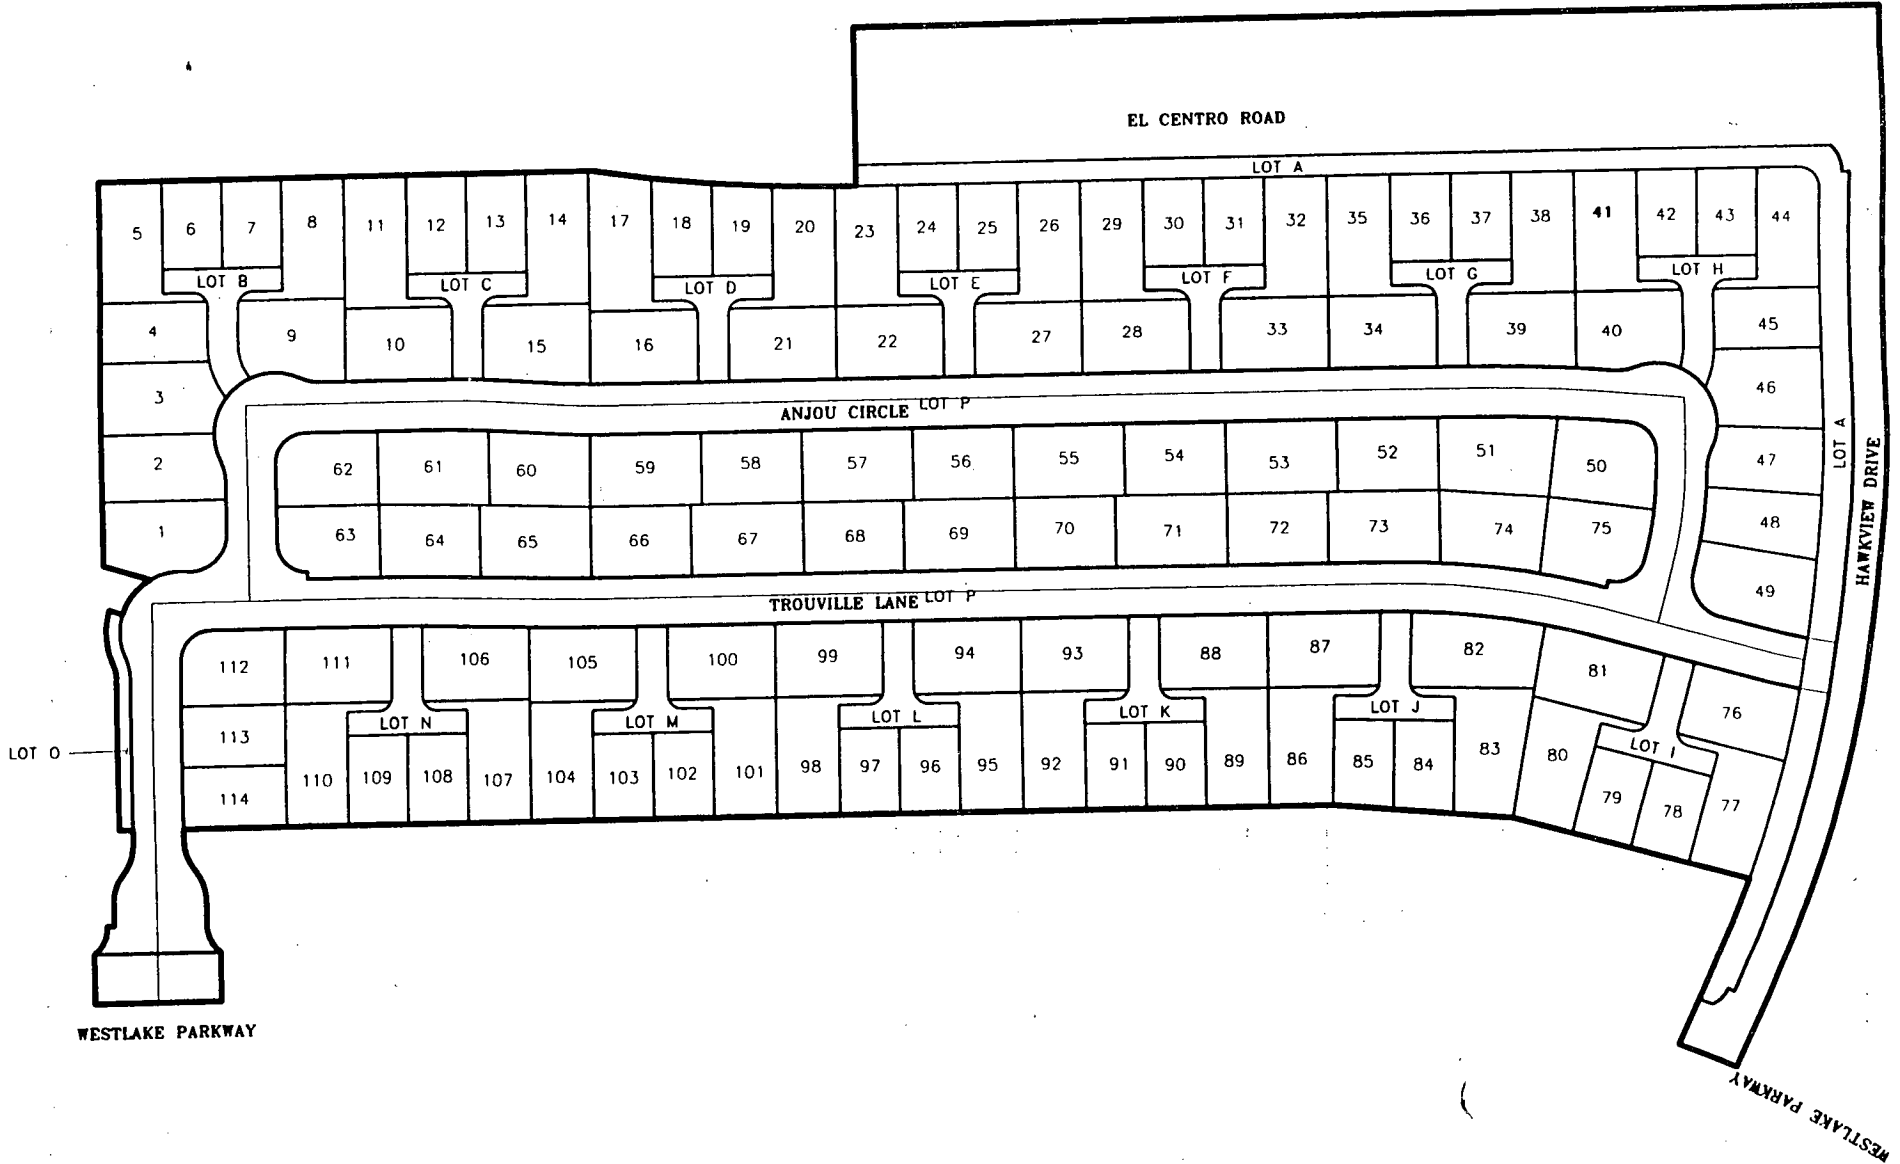 EL CENTRO ROAD
LOT A
5 6 7 8 11 12 13 14 17 18 19 20 23 24 25 26 29 30 31 32 35 36 37 38 41 42 43 44
LOT B LOT C LOT D LOT E LOT F LOT G LOT H
4 9 10 15 16 21 22 27 28 33 34 39 40 45
3 46
ANJOU CIRCLE LOT P
LOT A
HAWKVIEW DRIVE
2 62 61 60 59 58 57 56 55 54 53 52 51 50 47
1 63 64 65 66 67 68 69 70 71 72 73 74 75 48
TROUVILLE LANE LOT P
49
112 111 106 105 100 99 94 93 88 87 82 81
76
LOT N LOT M LOT L LOT K LOT J LOT I
LOT O
113
114 110 109 108 107 104 103 102 101 98 97 96 95 92 91 90 89 86 85 84 83 80 79 78 77
WESTLAKE PARKWAY
WESTLAKE PARKWAY